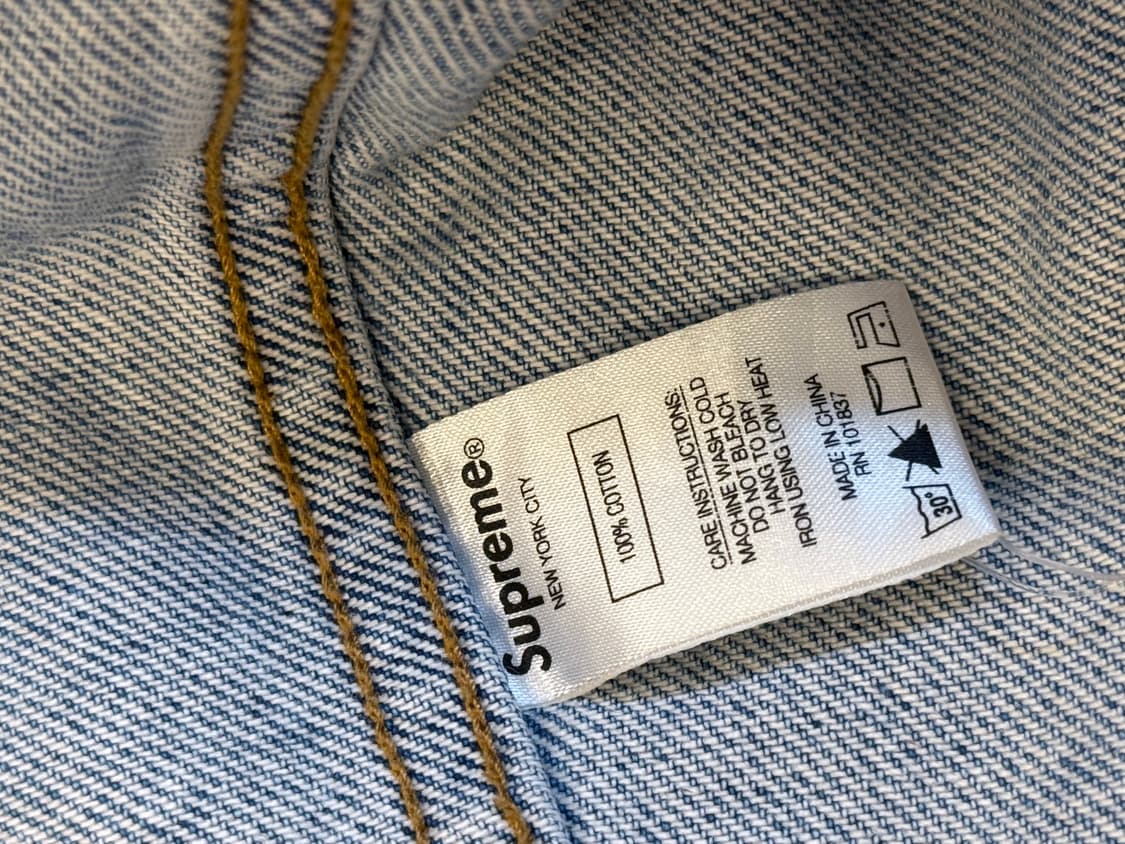 Supreme®
NEW YORK CITY
100% COTTON
CARE INSTRUCTIONS:
MACHINE WASH COLD
DO NOT BLEACH
HANG TO DRY
IRON USING LOW HEAT
MADE IN CHINA
RN 101837
30°